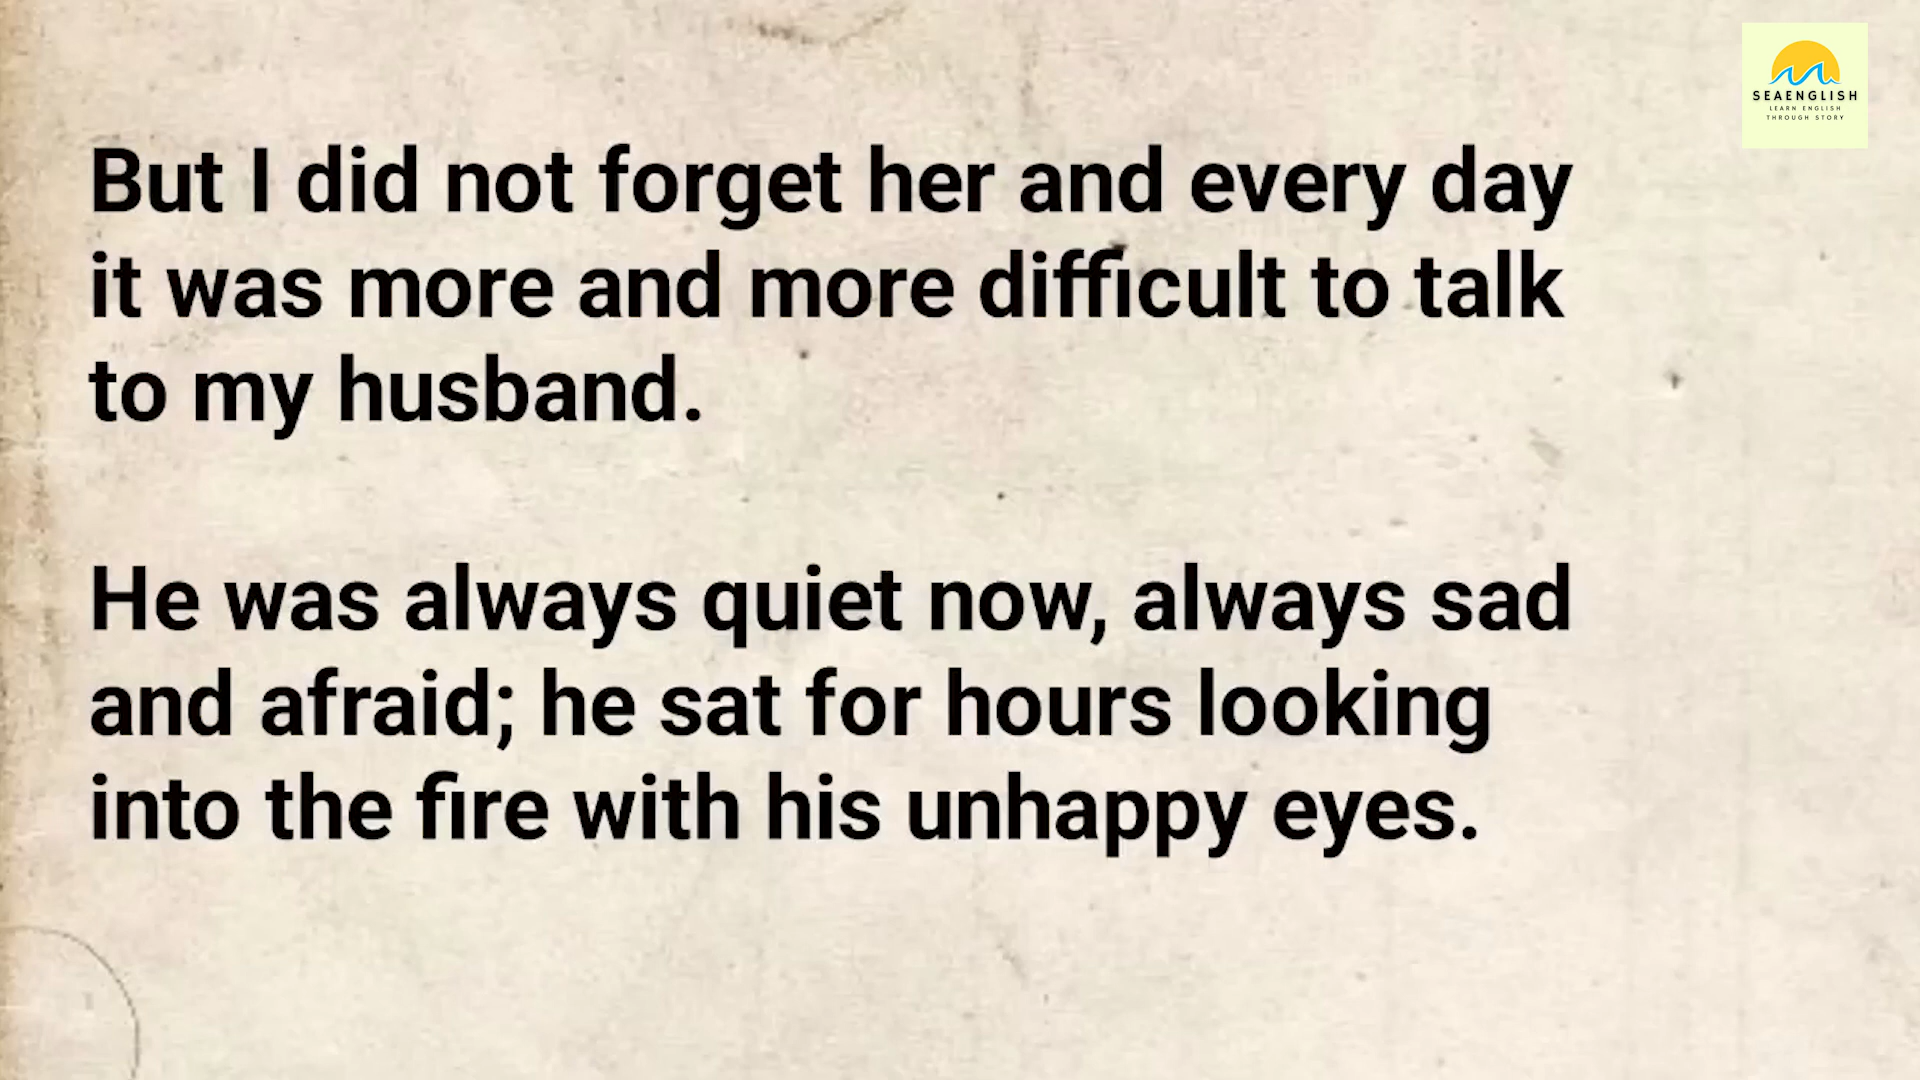 SEAENGLISH
LEARN ENGLISH
THROUGH STORY
But I did not forget her and every day
it was more and more difficult to talk
to my husband.
He was always quiet now, always sad
and afraid; he sat for hours looking
into the fire with his unhappy eyes.